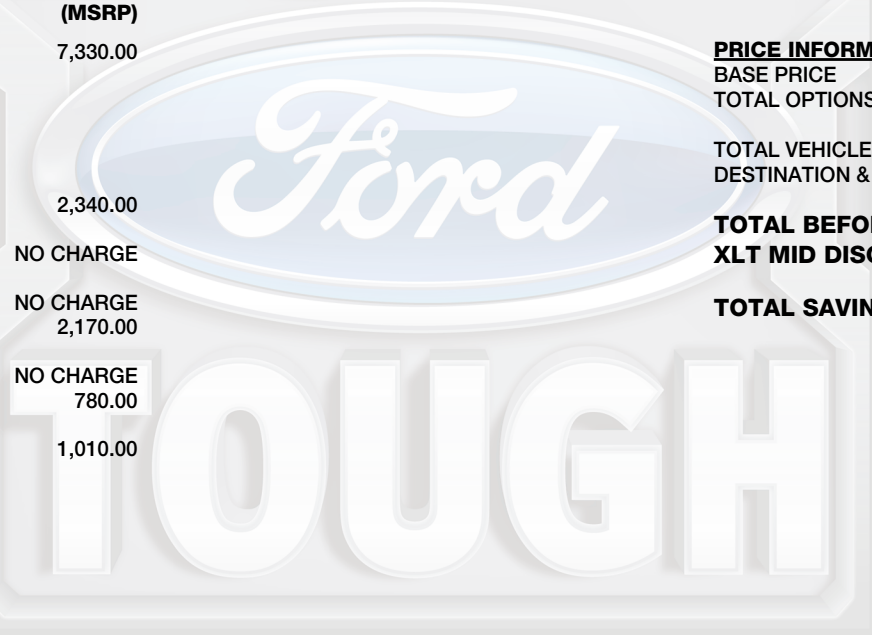 (MSRP)
7,330.00
2,340.00
NO CHARGE
NO CHARGE
2,170.00
NO CHARGE
780.00
1,010.00
PRICE INFORM
BASE PRICE
TOTAL OPTIONS
TOTAL VEHICLE
DESTINATION &
TOTAL BEFO
XLT MID DISC
TOTAL SAVIN
Ford
TOUGH